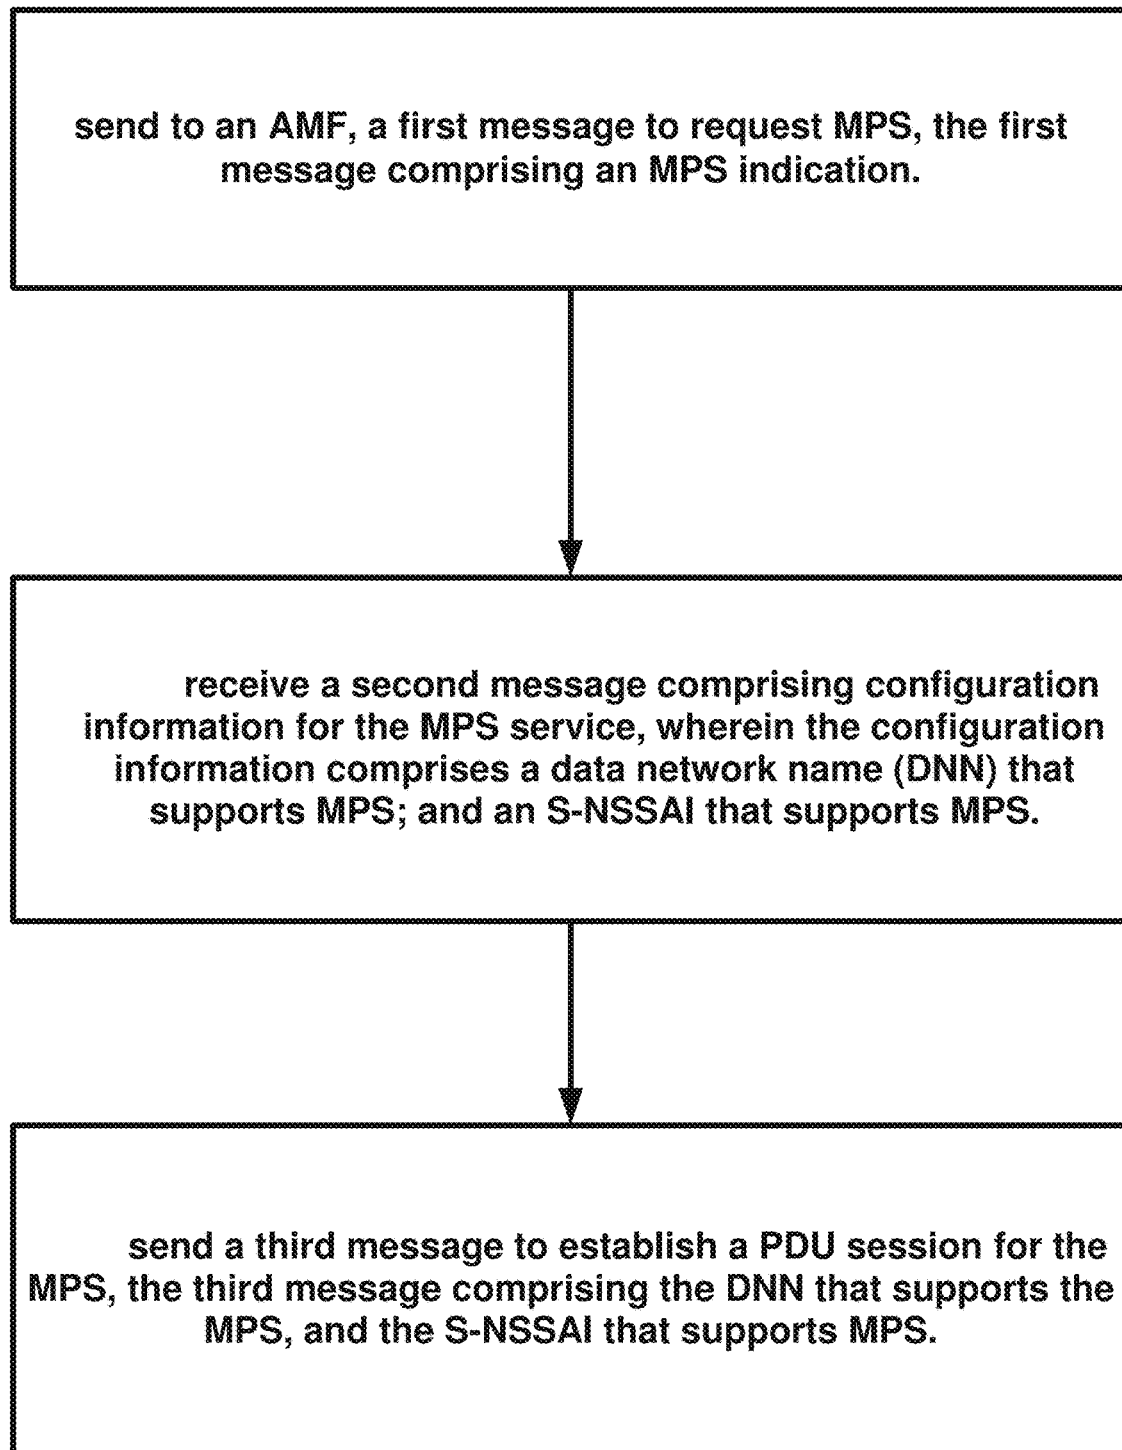 send to an AMF, a first message to request MPS, the first
message comprising an MPS indication.
receive a second message comprising configuration
information for the MPS service, wherein the configuration
information comprises a data network name (DNN) that
supports MPS; and an S-NSSAI that supports MPS.
send a third message to establish a PDU session for the
MPS, the third message comprising the DNN that supports the
MPS, and the S-NSSAI that supports MPS.